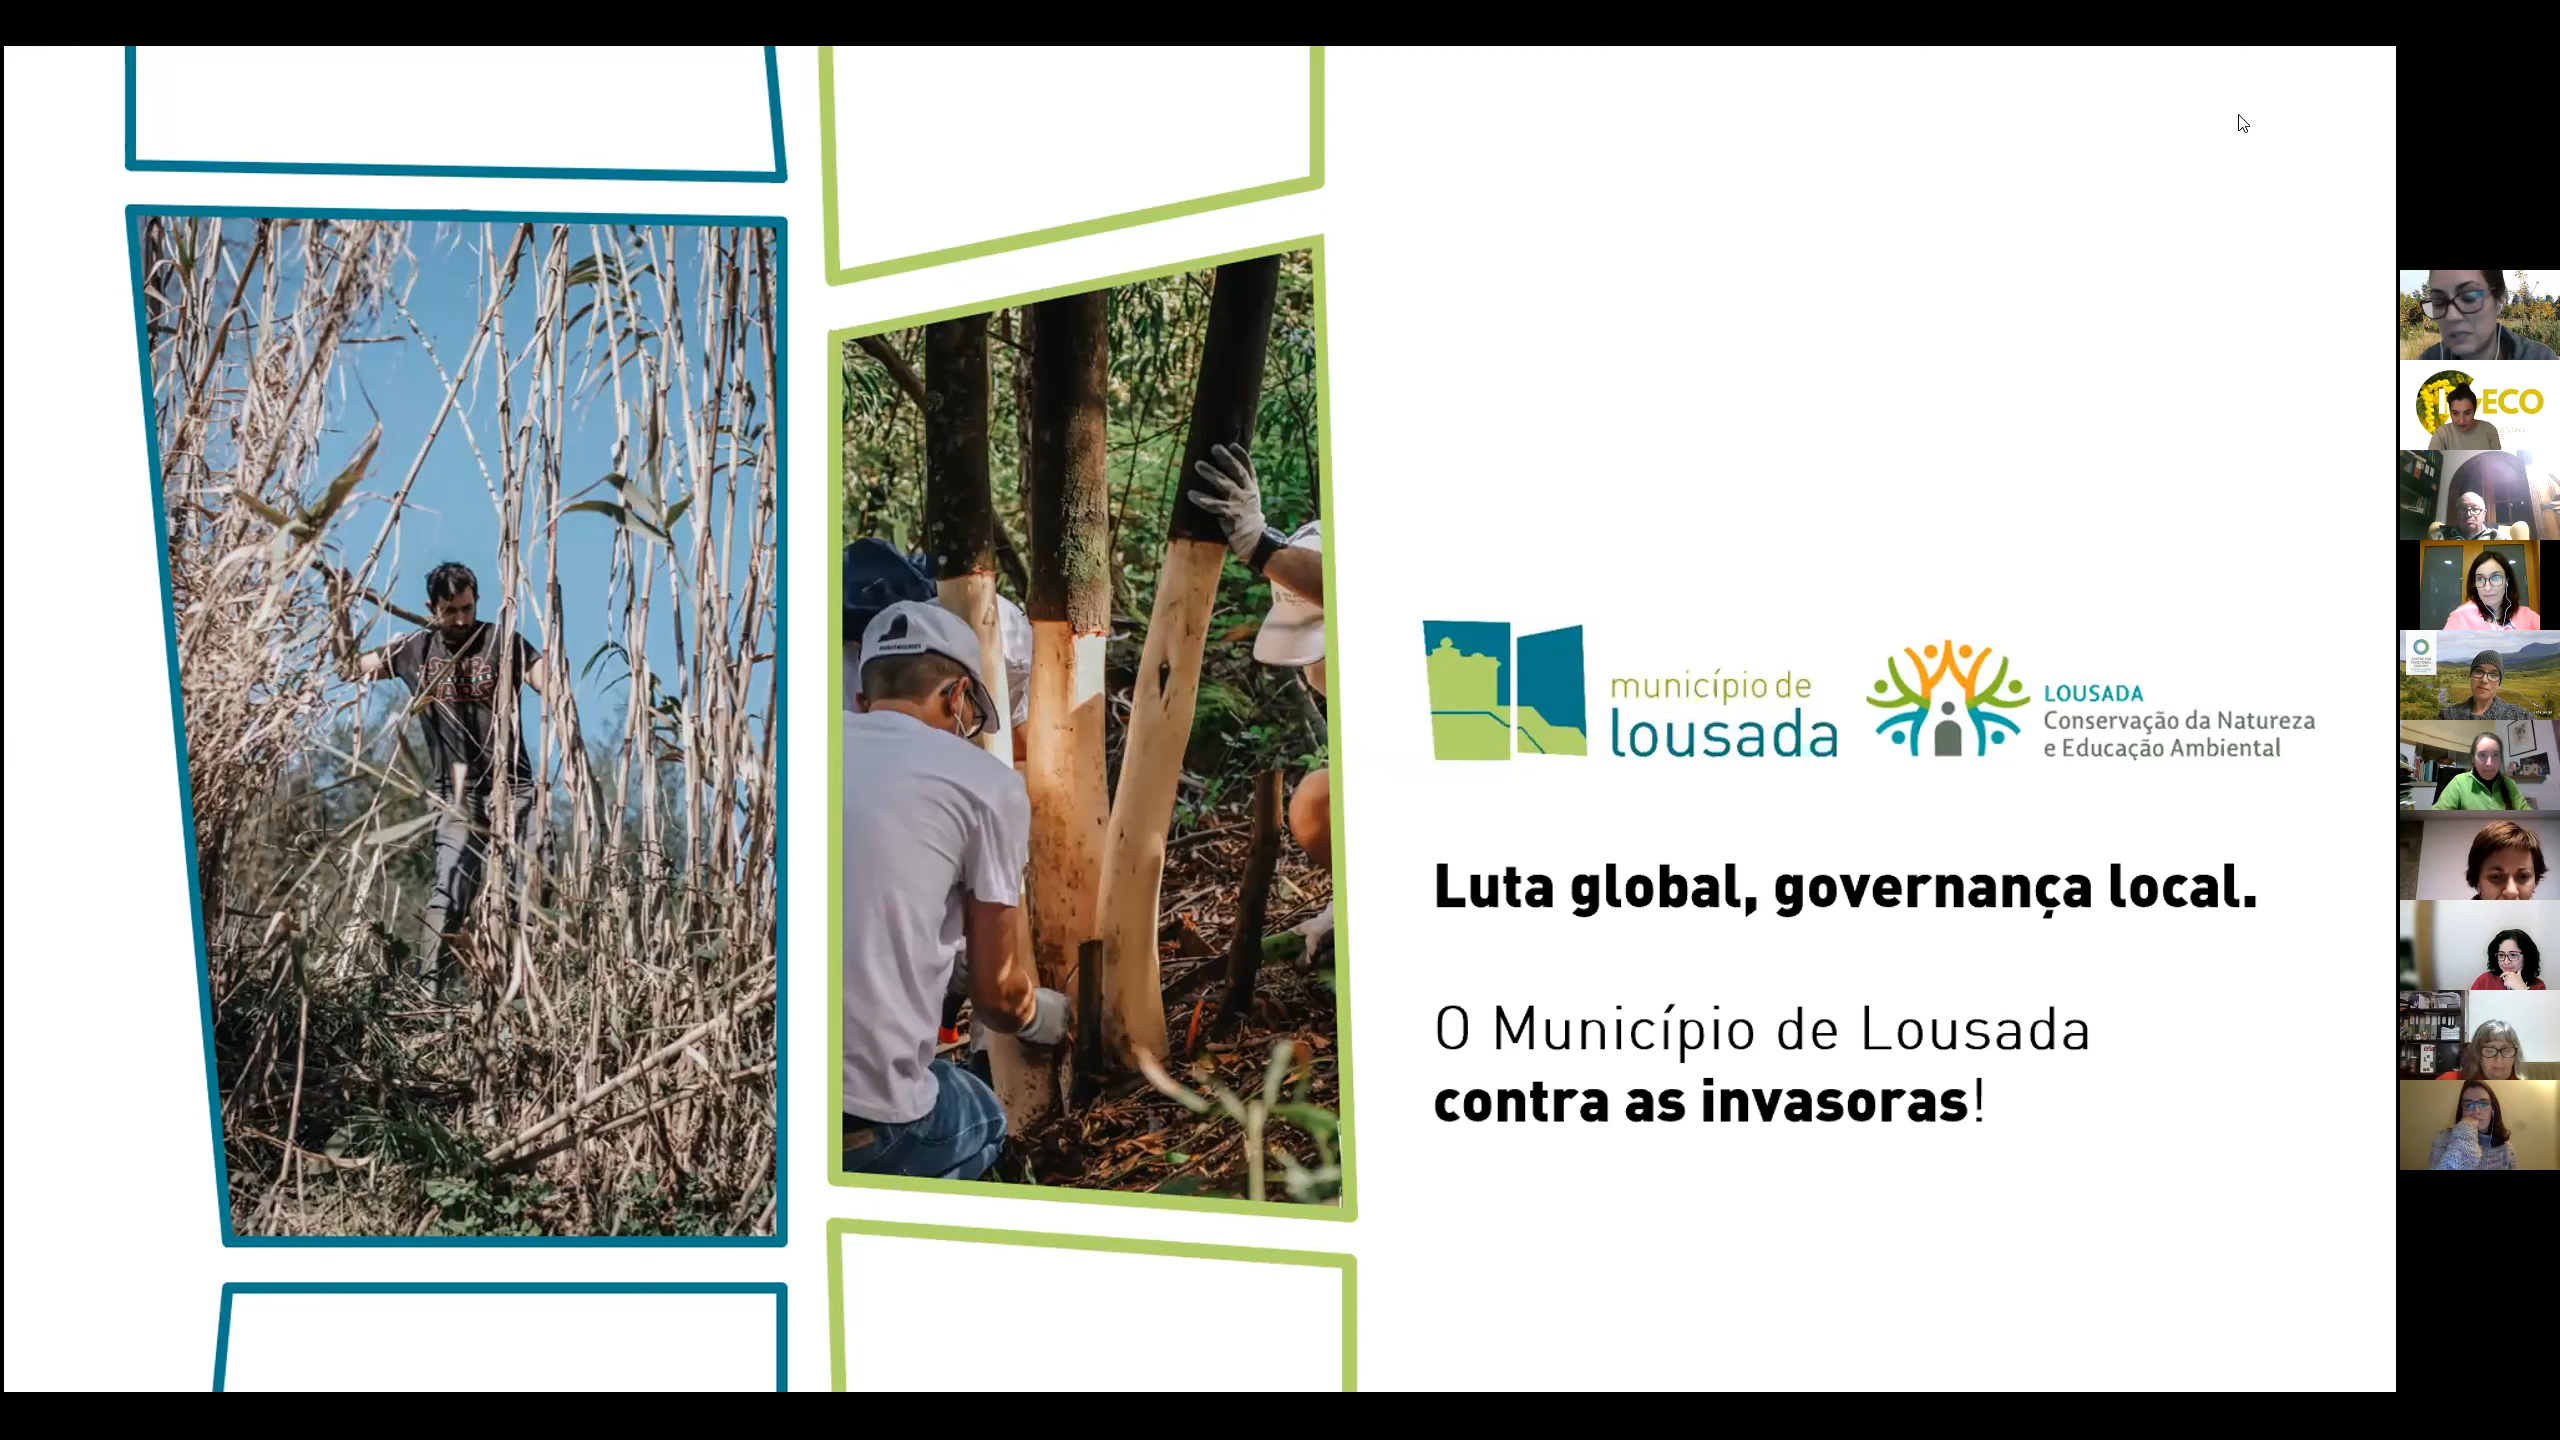 município de
lousada
LOUSADA
Conservação da Natureza
e Educação Ambiental
Luta global, governança local.
O Município de Lousada
contra as invasoras!
ECO